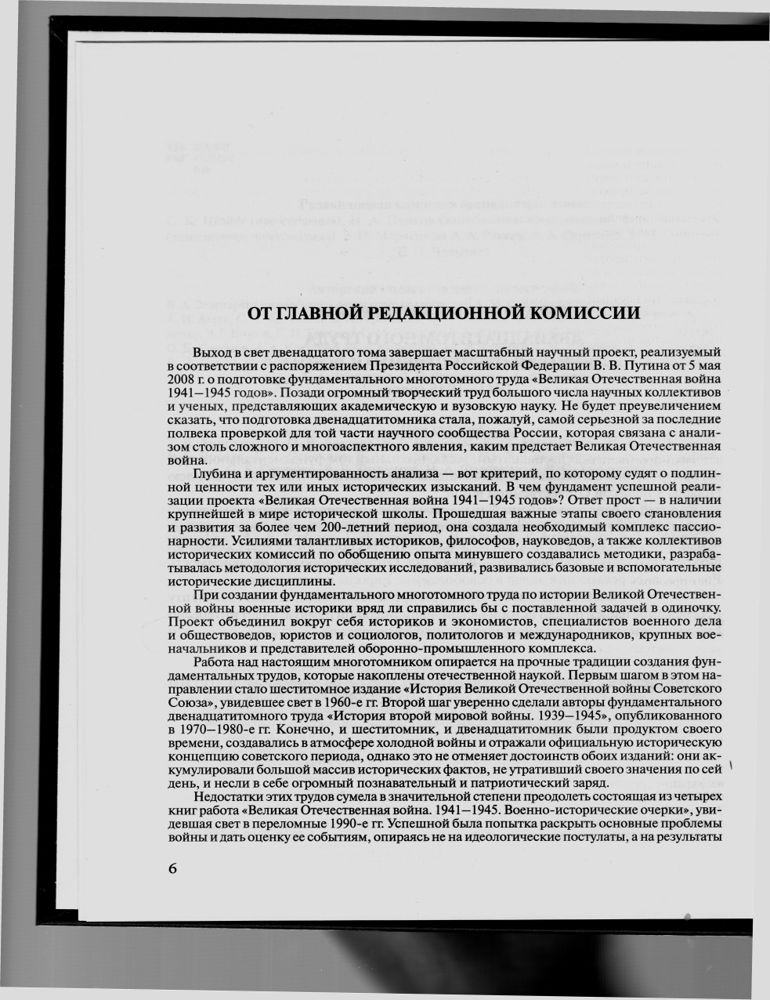 ОТ ГЛАВНОЙ РЕДАКЦИОННОЙ КОМИССИИ
Выход в свет двенадцатого тома завершает масштабный научный проект, реализуемый
в соответствии с распоряжением Президента Российской Федерации В. В. Путина от 5 мая
2008 г. о подготовке фундаментального многотомного труда «Великая Отечественная война
1941—1945 годов». Позади огромный творческий труд большого числа научных коллективов
и ученых, представляющих академическую и вузовскую науку. Не будет преувеличением
сказать, что подготовка двенадцатитомника стала, пожалуй, самой серьезной за последние
полвека проверкой для той части научного сообщества России, которая связана с анали-
зом столь сложного и многоаспектного явления, каким предстает Великая Отечественная
война.
Глубина и аргументированность анализа — вот критерий, по которому судят о подлин-
ной ценности тех или иных исторических изысканий. В чем фундамент успешной реали-
зации проекта «Великая Отечественная война 1941—1945 годов»? Ответ прост — в наличии
крупнейшей в мире исторической школы. Прошедшая важные этапы своего становления
и развития за более чем 200-летний период, она создала необходимый комплекс пассио-
нарности. Усилиями талантливых историков, философов, науковедов, а также коллективов
исторических комиссий по обобщению опыта минувшего создавались методики, разраба-
тывалась методология исторических исследований, развивались базовые и вспомогательные
исторические дисциплины.
При создании фундаментального многотомного труда по истории Великой Отечествен-
ной войны военные историки вряд ли справились бы с поставленной задачей в одиночку.
Проект объединил вокруг себя историков и экономистов, специалистов военного дела
и обществоведов, юристов и социологов, политологов и международников, крупных вое-
начальников и представителей оборонно-промышленного комплекса.
Работа над настоящим многотомником опирается на прочные традиции создания фун-
даментальных трудов, которые накоплены отечественной наукой. Первым шагом в этом на-
правлении стало шеститомное издание «История Великой Отечественной войны Советского
Союза», увидевшее свет в 1960-е гг. Второй шаг уверенно сделали авторы фундаментального
двенадцатитомного труда «История второй мировой войны. 1939—1945», опубликованного
в 1970—1980-е гг. Конечно, и шеститомник, и двенадцатитомник были продуктом своего
времени, создавались в атмосфере холодной войны и отражали официальную историческую
концепцию советского периода, однако это не отменяет достоинств обоих изданий: они ак-
кумулировали большой массив исторических фактов, не утративший своего значения по сей
день, и несли в себе огромный познавательный и патриотический заряд.
Недостатки этих трудов сумела в значительной степени преодолеть состоящая из четырех
книг работа «Великая Отечественная война. 1941—1945. Военно-исторические очерки», уви-
девшая свет в переломные 1990-е гг. Успешной была попытка раскрыть основные проблемы
войны и дать оценку ее событиям, опираясь не на идеологические постулаты, а на результаты
6